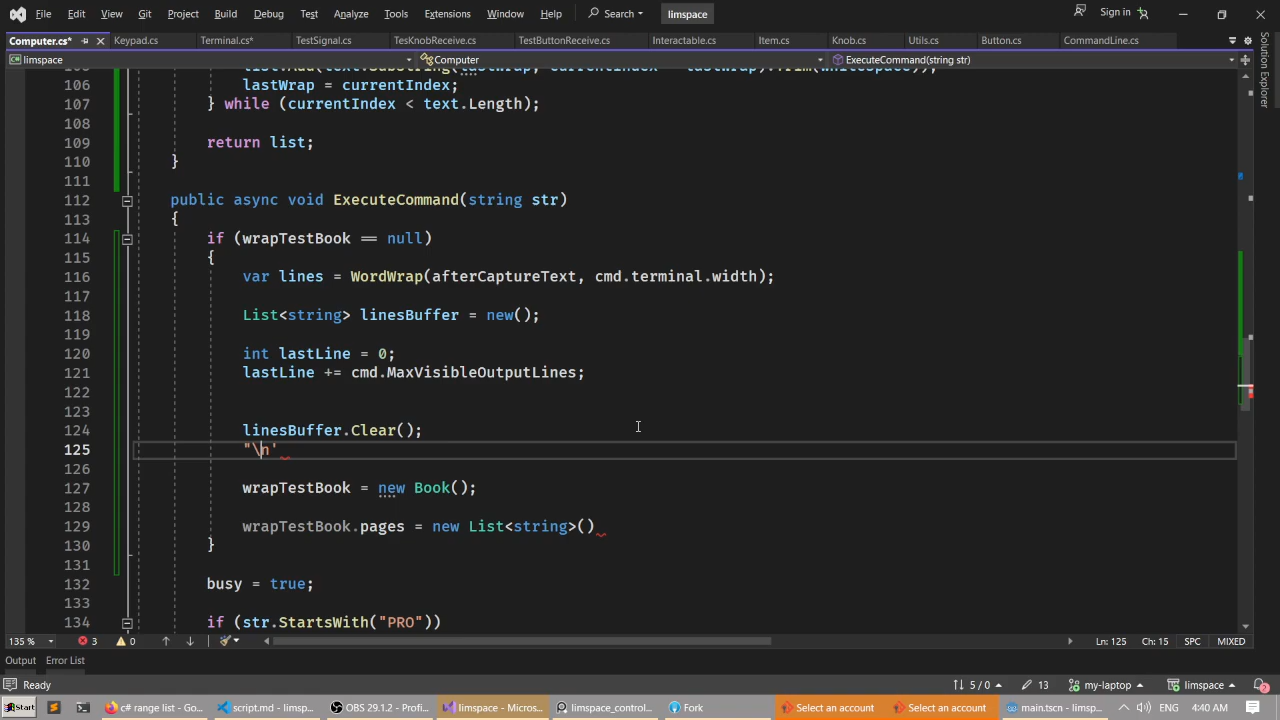 File Edit View Git Project Build Debug Test Analyze Tools Extensions Window Help Search limspace Sign in
Computer.cs* Keypad.cs Terminal.cs* TestSignal.cs TesKnobReceive.cs TestButtonReceive.cs Interactable.cs Item.cs Knob.cs Utils.cs Button.cs CommandLine.cs
limspace Computer ExecuteCommand(string str)
Solution Explorer
106 lastWrap = currentIndex;
107 } while (currentIndex < text.Length);
108
109 return list;
110 }
111
112 public async void ExecuteCommand(string str)
113 {
114 if (wrapTestBook == null)
115 {
116 var lines = WordWrap(afterCaptureText, cmd.terminal.width);
117
118 List<string> linesBuffer = new();
119
120 int lastLine = 0;
121 lastLine += cmd.MaxVisibleOutputLines;
122
123
124 linesBuffer.Clear();
125 "\n'
126
127 wrapTestBook = new Book();
128
129 wrapTestBook.pages = new List<string>()
130 }
131
132 busy = true;
133
134 if (str.StartsWith("PRO"))
135 % 3 0 Ln: 125 Ch: 15 SPC MIXED
Output Error List
Ready 5 / 0 13 my-laptop limspace 2
Start c# range list - Go... script.md - limsp... OBS 29.1.2 - Profi... limspace - Micros... limspace_control... Fork Select an account Select an account main.tscn - limsp... ENG 4:40 AM